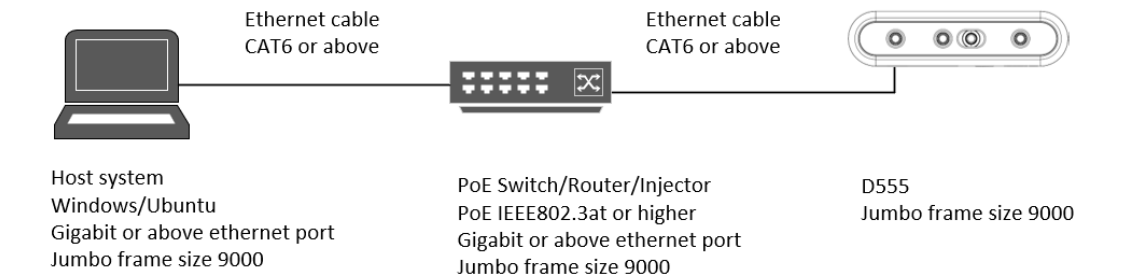 Ethernet cable
CAT6 or above
Ethernet cable
CAT6 or above
Host system
Windows/Ubuntu
Gigabit or above ethernet port
Jumbo frame size 9000
PoE Switch/Router/Injector
PoE IEEE802.3at or higher
Gigabit or above ethernet port
Jumbo frame size 9000
D555
Jumbo frame size 9000